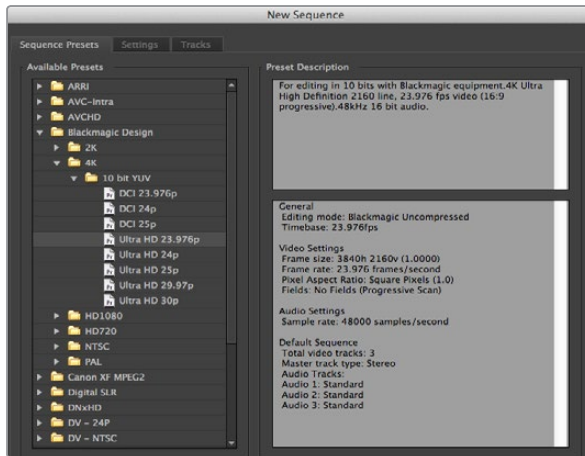 New Sequence
Sequence Presets
Settings
Tracks
Available Presets
ARRI
AVC-Intra
AVCHD
Blackmagic Design
2K
4K
10 bit YUV
DCI 23.976p
DCI 24p
DCI 25p
Ultra HD 23.976p
Ultra HD 24p
Ultra HD 25p
Ultra HD 29.97p
Ultra HD 30p
HD1080
HD720
NTSC
PAL
Canon XF MPEG2
Digital SLR
DNxHD
DV - 24P
DV - NTSC
Preset Description
For editing in 10 bits with Blackmagic equipment.4K Ultra
High Definition 2160 line, 23.976 fps video (16:9
progressive).48kHz 16 bit audio.
General
Editing mode: Blackmagic Uncompressed
Timebase: 23.976fps
Video Settings
Frame size: 3840h 2160v (1.0000)
Frame rate: 23.976 frames/second
Pixel Aspect Ratio: Square Pixels (1.0)
Fields: No Fields (Progressive Scan)
Audio Settings
Sample rate: 48000 samples/second
Default Sequence
Total video tracks: 3
Master track type: Stereo
Audio Tracks:
Audio 1: Standard
Audio 2: Standard
Audio 3: Standard